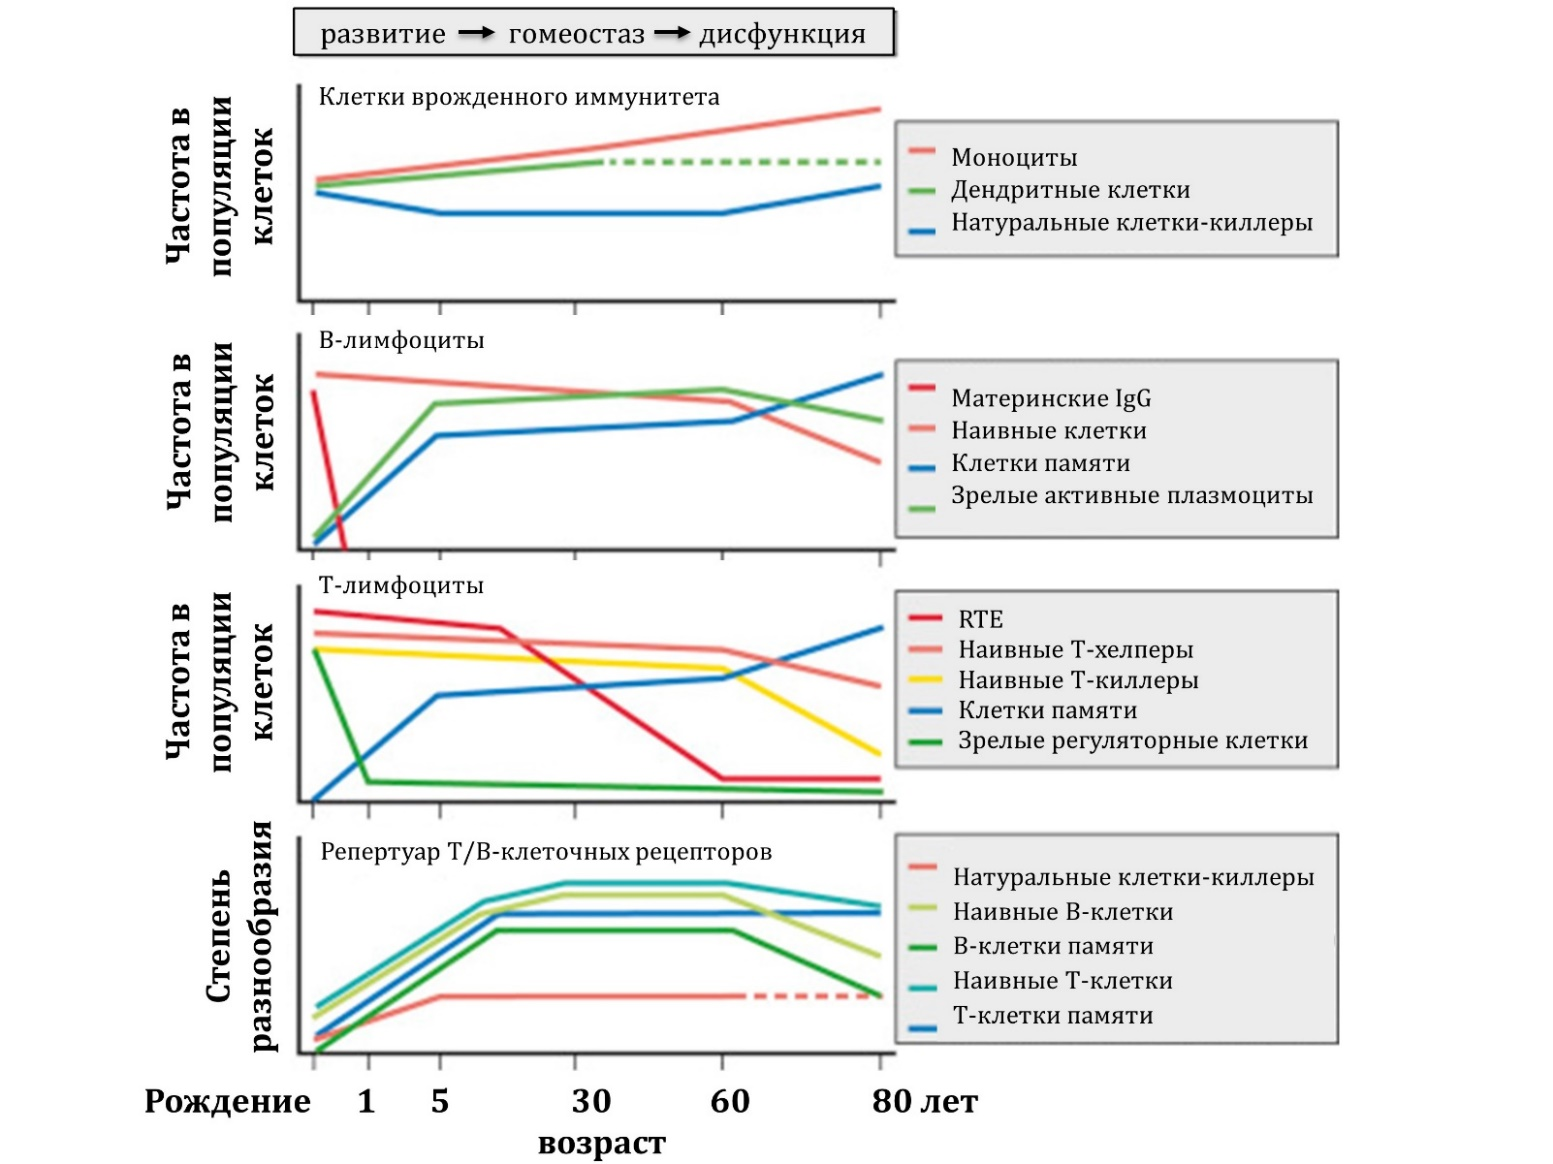 развитие → гомеостаз → дисфункция
Частота в
популяции
клеток
Клетки врожденного иммунитета
Моноциты
Дендритные клетки
Натуральные клетки-киллеры
Частота в
популяции
клеток
В-лимфоциты
Материнские IgG
Наивные клетки
Клетки памяти
Зрелые активные плазмоциты
Частота в
популяции
клеток
Т-лимфоциты
RTE
Наивные Т-хелперы
Наивные Т-киллеры
Клетки памяти
Зрелые регуляторные клетки
Степень
разнообразия
Репертуар Т/В-клеточных рецепторов
Натуральные клетки-киллеры
Наивные В-клетки
В-клетки памяти
Наивные Т-клетки
Т-клетки памяти
Рождение 1 5 30 60 80 лет
возраст